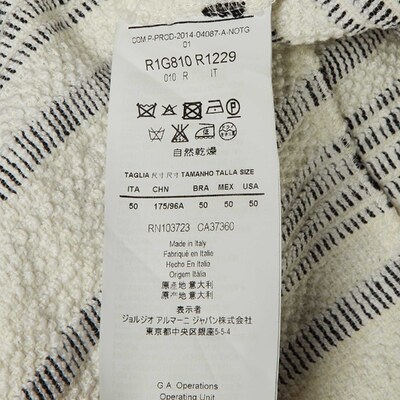 COM P-PROD-2014-04087-A-NOTG
01
R1G810 R1229
010 R IT
自然乾燥
TAGLIA 尺寸 尺寸 TAMANHO TALLA SIZE
ITA CHN BRA MEX USA
50 175/96A 50 50 50
RN103723 CA37360
Made in Italy
Fabriqué en Italie
Hecho En Italia
Origem Itália
原点地 意大利
原产地 意大利
表示者
ジョルジオ アルマーニ ジャパン株式会社
東京都中央区銀座5-5-4
G.A. Operations
Operating Unit